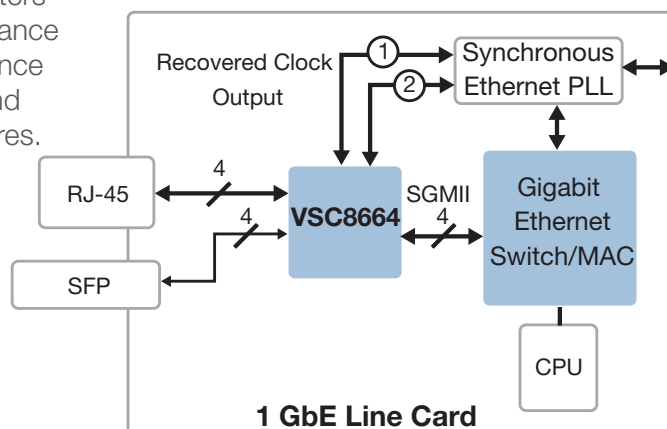 Recovered Clock
Output
1
2
Synchronous
Ethernet PLL
RJ-45
4
SFP
4
VSC8664
SGMII
4
Gigabit
Ethernet
Switch/MAC
CPU
1 GbE Line Card